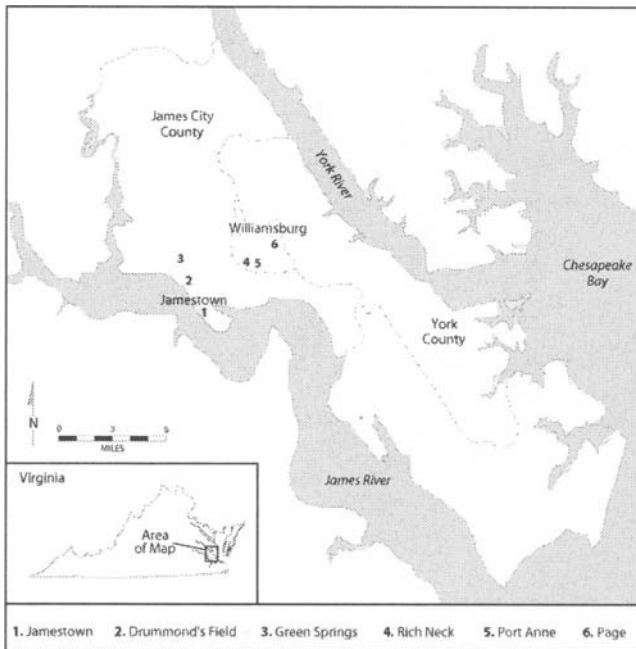 James City
County
York River
Williamsburg
6
4 5
3
2
Jamestown
1
Chesapeake
Bay
York
County
N
0 3 6
MILES
James River
Virginia
Area
of Map
1. Jamestown 2. Drummond's Field 3. Green Springs 4. Rich Neck 5. Port Anne 6. Page